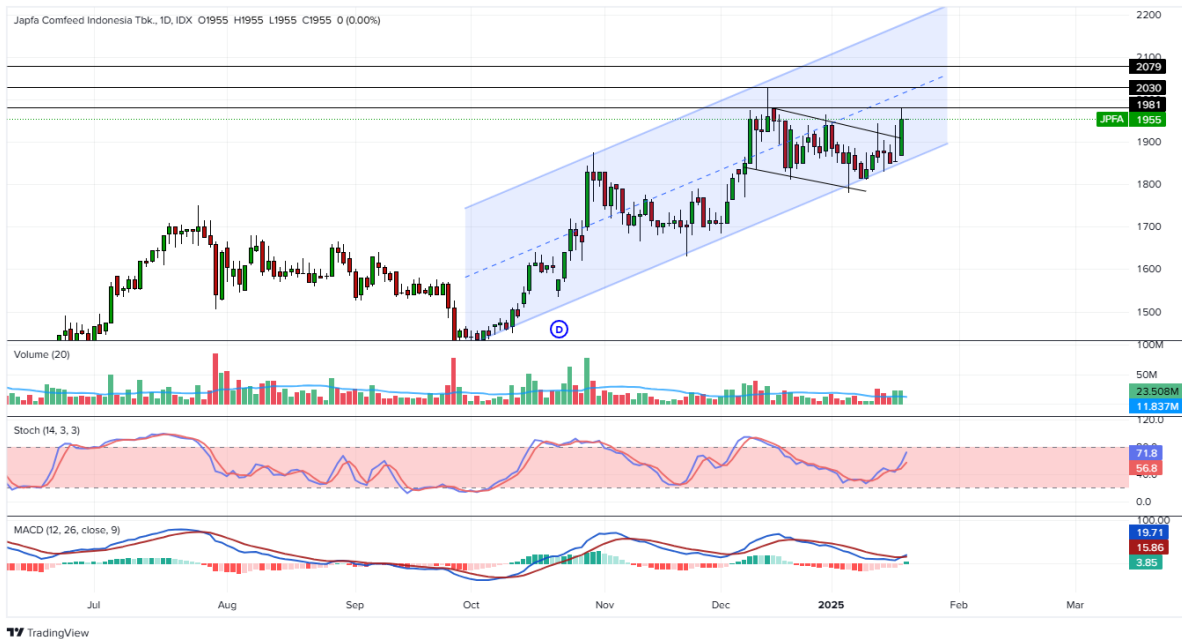 Japfa Comfeed Indonesia Tbk., 1D, IDX O1955 H1955 L1955 C1955 0 (0.00%)
2200
2100
2079
2030
1981
JPFA 1955
1900
1800
1700
1600
1500
D
Volume (20)
100M
50M
23.508M
11.837M
Stoch (14, 3, 3)
120.0
71.8
56.8
0.0
MACD (12, 26, close, 9)
100.00
19.71
15.86
3.85
Jul Aug Sep Oct Nov Dec 2025 Feb Mar
TradingView